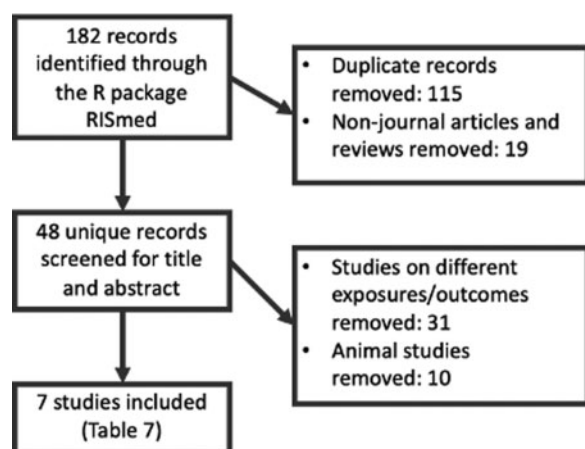 182 records
identified through
the R package
RISmed
• Duplicate records
removed: 115
• Non-journal articles and
reviews removed: 19
48 unique records
screened for title
and abstract
• Studies on different
exposures/outcomes
removed: 31
• Animal studies
removed: 10
7 studies included
(Table 7)